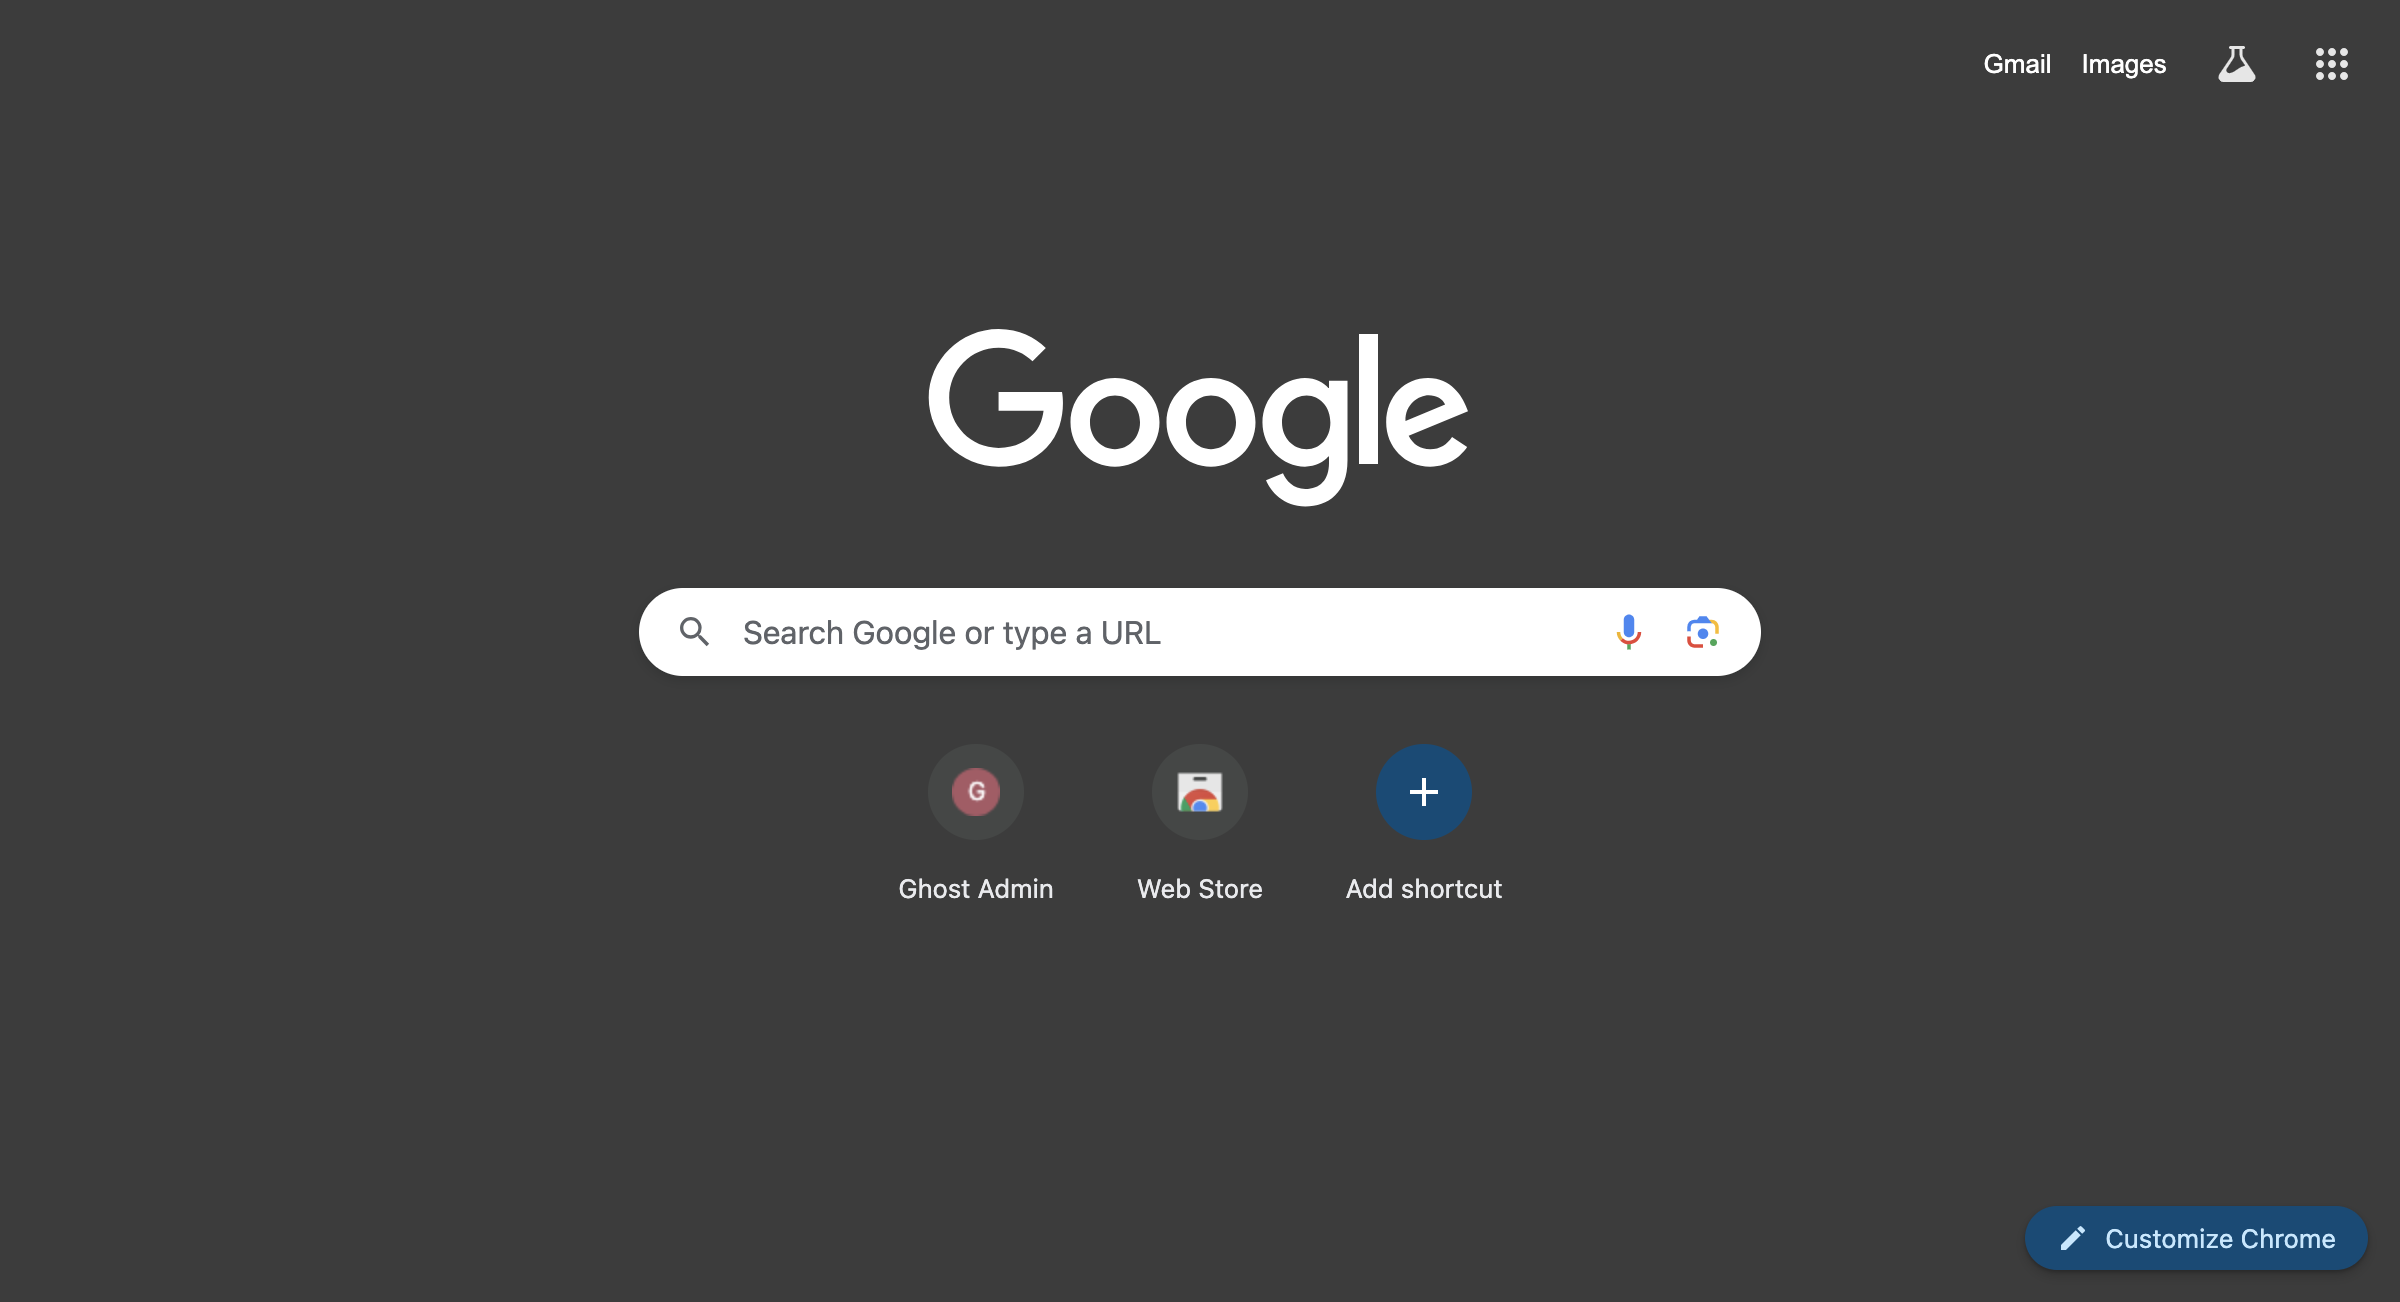 Gmail Images
Google
Search Google or type a URL
G
Ghost Admin
Web Store
Add shortcut
Customize Chrome